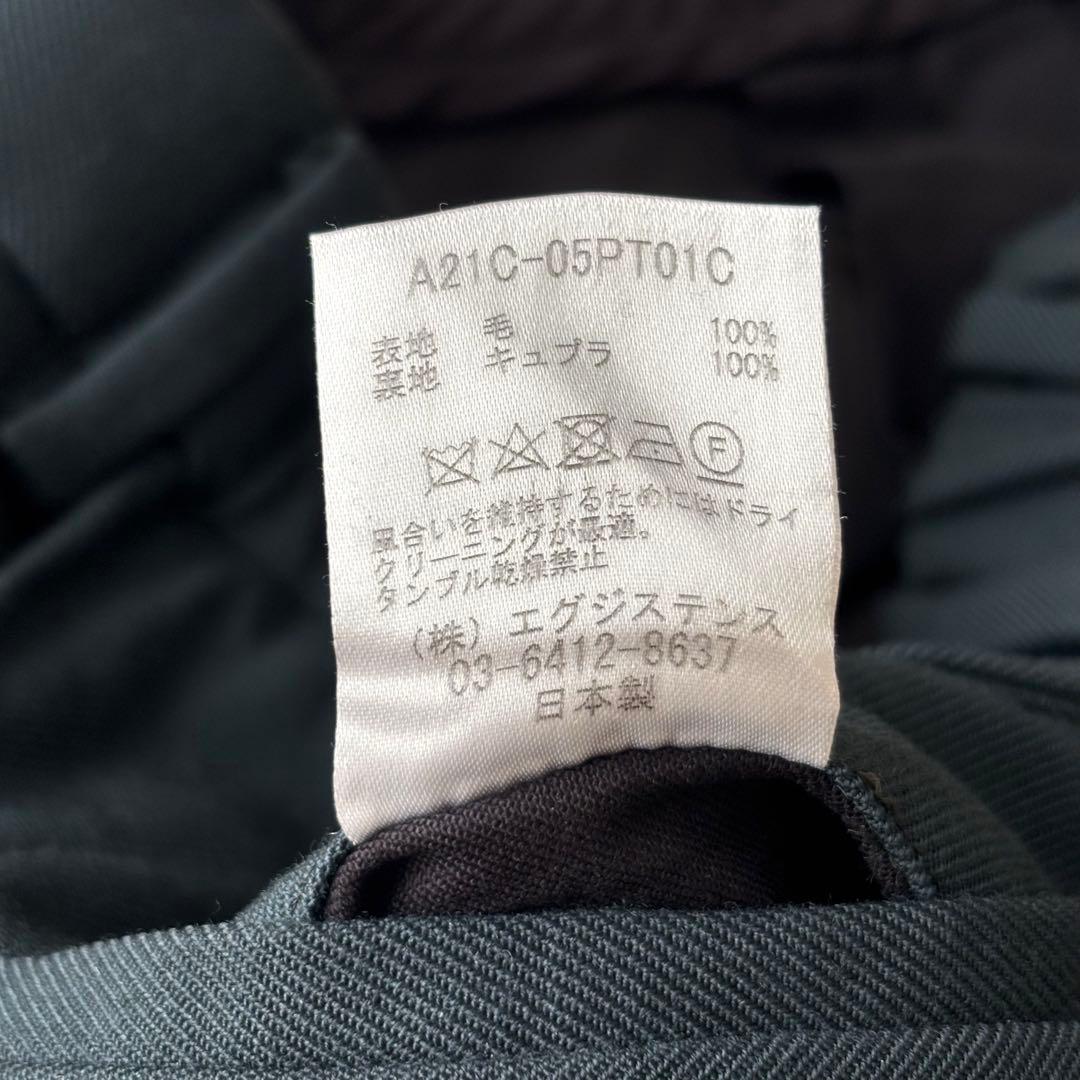 A21C-05PT01C
表地 毛 100%
裏地 キュプラ 100%
F
風合いを維持するためにはドライ
クリーニングが最適。
タンブル乾燥禁止
(株) エグジステンス
03-6412-8637
日本製